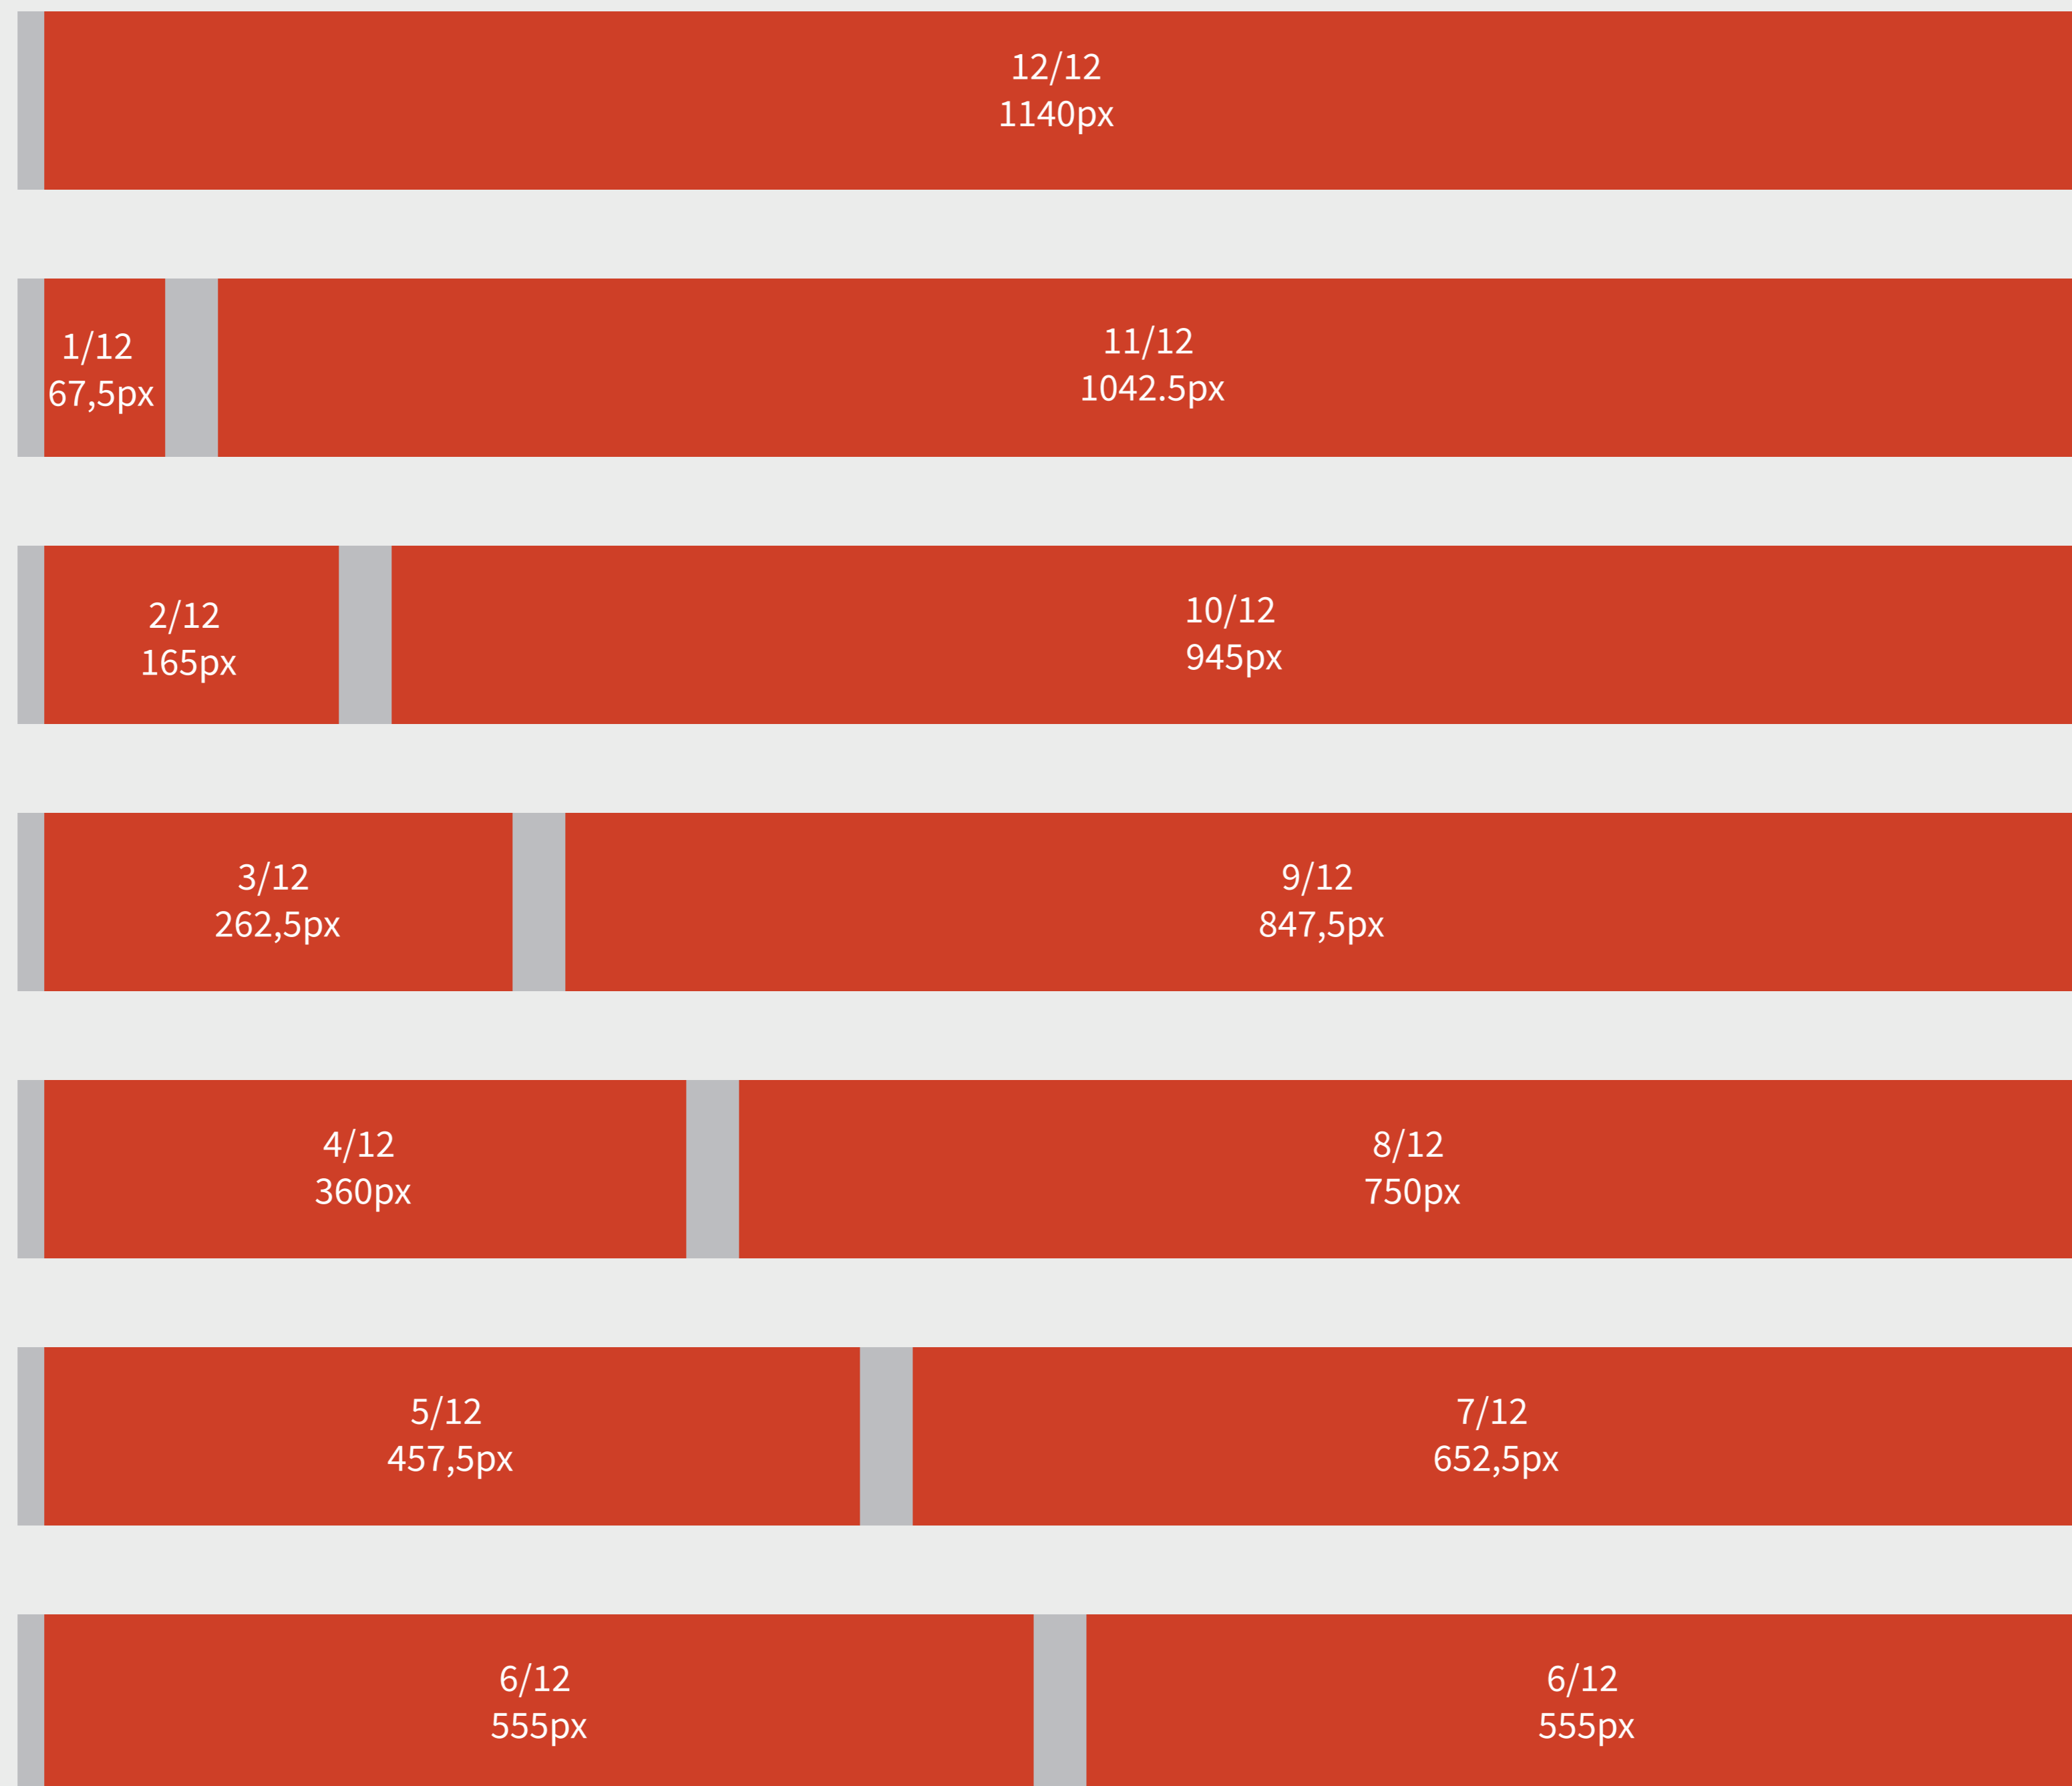 12/12
1140px
1/12
67,5px
11/12
1042.5px
2/12
165px
10/12
945px
3/12
262,5px
9/12
847,5px
4/12
360px
8/12
750px
5/12
457,5px
7/12
652,5px
6/12
555px
6/12
555px